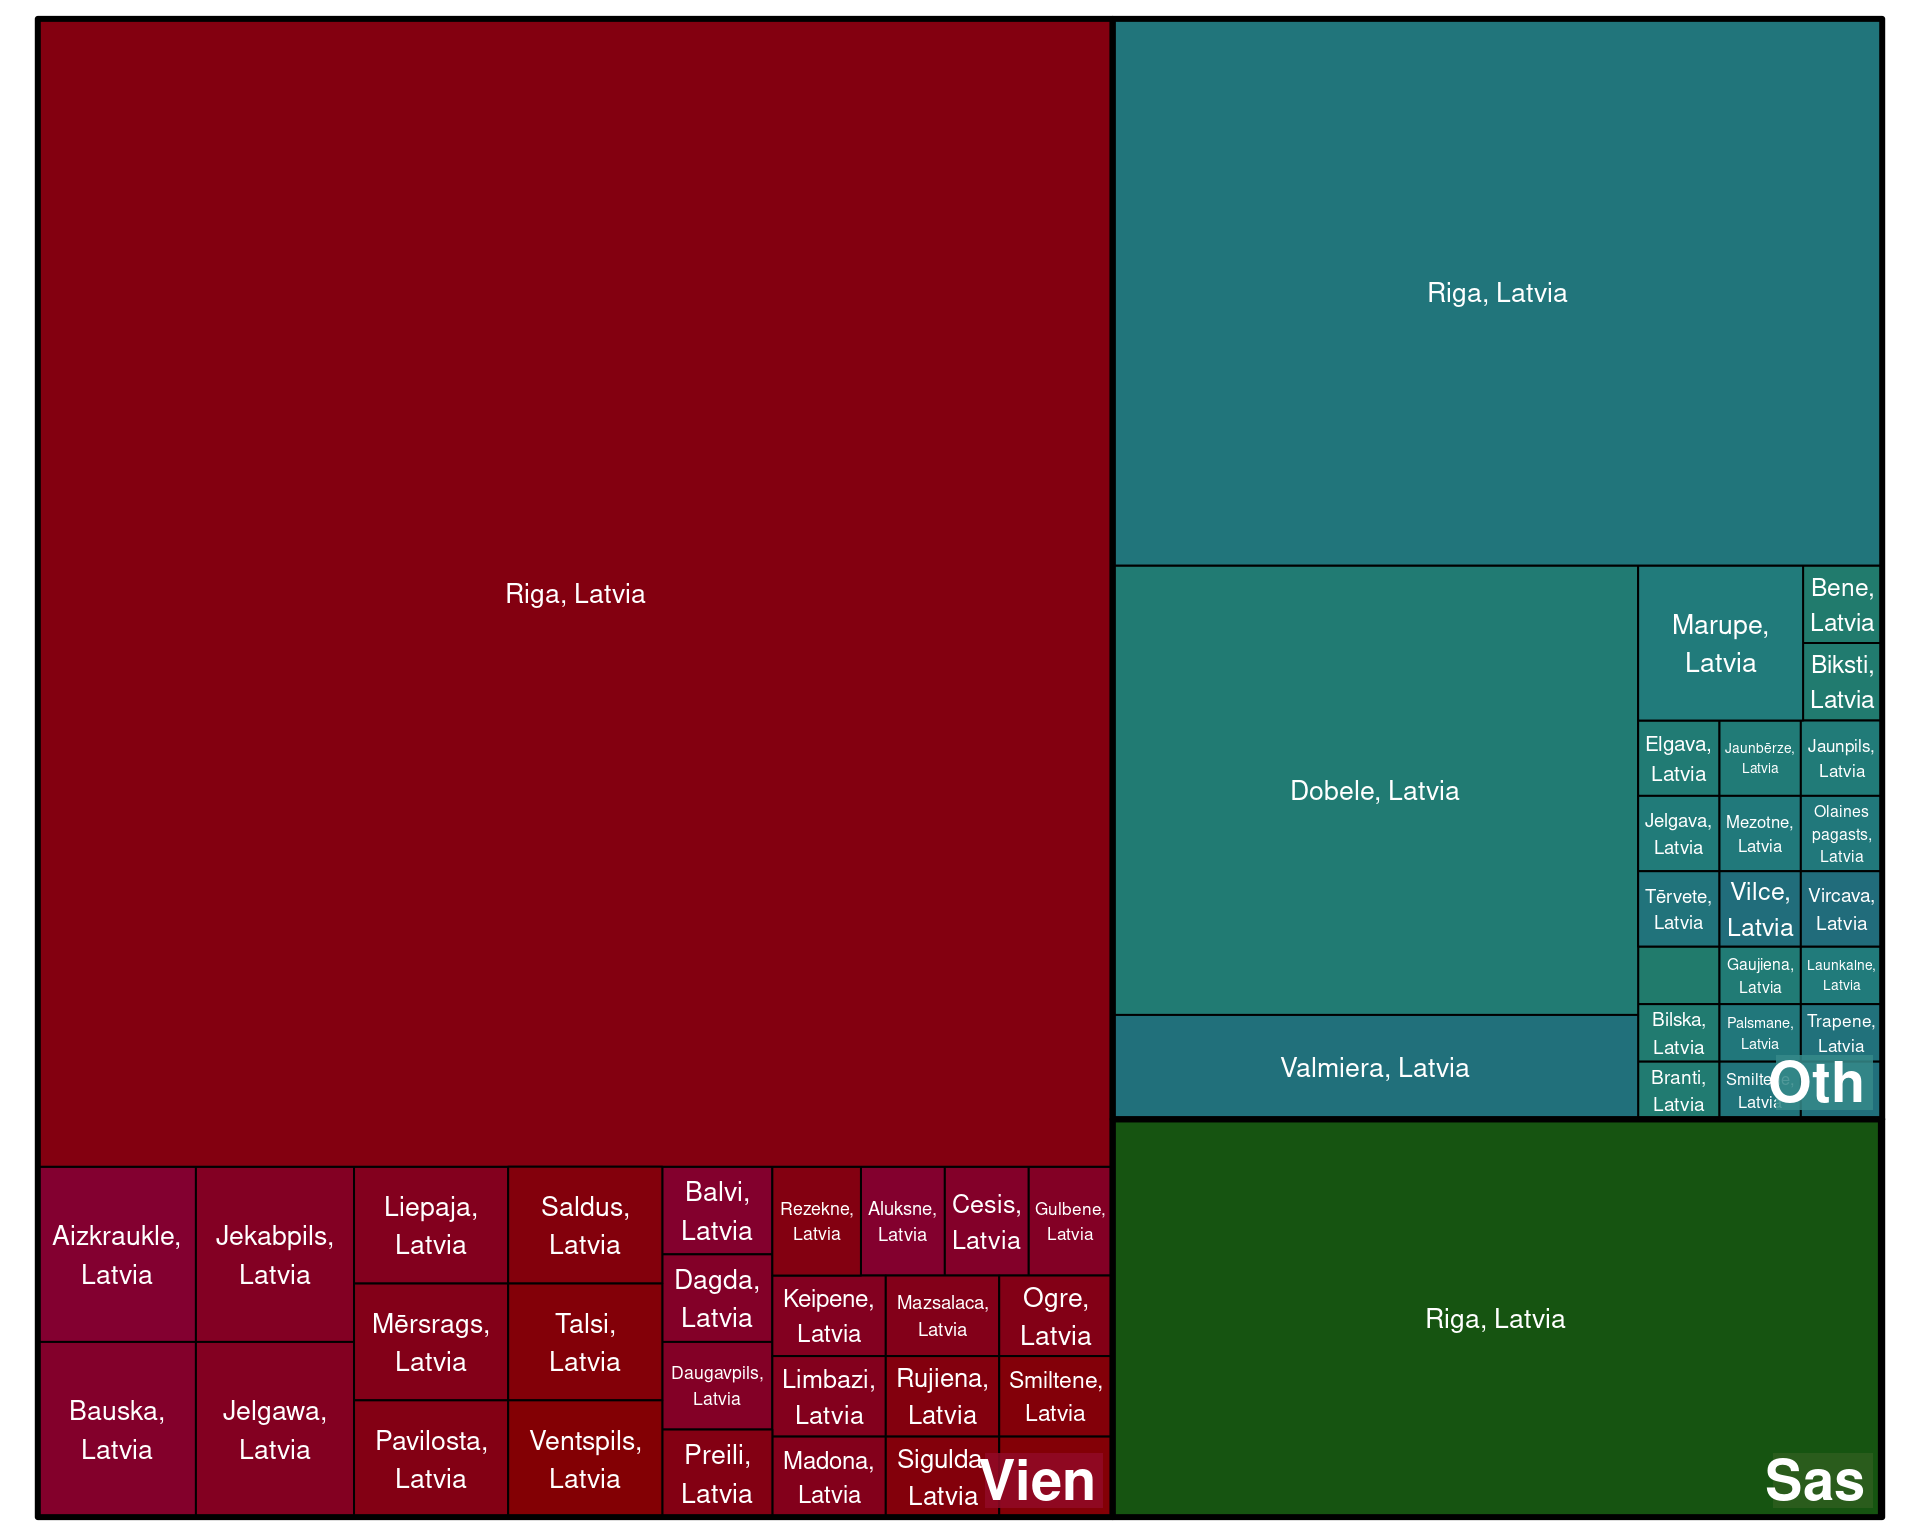 Riga, Latvia
Aizkraukle,
Latvia
Bauska,
Latvia
Jekabpils,
Latvia
Jelgawa,
Latvia
Liepaja,
Latvia
Mērsrags,
Latvia
Pavilosta,
Latvia
Saldus,
Latvia
Talsi,
Latvia
Ventspils,
Latvia
Balvi,
Latvia
Dagda,
Latvia
Daugavpils,
Latvia
Preili,
Latvia
Rezekne,
Latvia
Aluksne,
Latvia
Cesis,
Latvia
Gulbene,
Latvia
Keipene,
Latvia
Mazsalaca,
Latvia
Ogre,
Latvia
Limbazi,
Latvia
Rujiena,
Latvia
Smiltene,
Latvia
Madona,
Latvia
Sigulda,
Latvia
Vien
Riga, Latvia
Dobele, Latvia
Valmiera, Latvia
Marupe,
Latvia
Bene,
Latvia
Biksti,
Latvia
Elgava,
Latvia
Jaunbērze,
Latvia
Jaunpils,
Latvia
Jelgava,
Latvia
Mezotne,
Latvia
Olaines
pagasts,
Latvia
Tērvete,
Latvia
Vilce,
Latvia
Vircava,
Latvia
Gaujiena,
Latvia
Launkalne,
Latvia
Bilska,
Latvia
Palsmane,
Latvia
Trapene,
Latvia
Branti,
Latvia
Smiltene,
Latvia
Oth
Riga, Latvia
Sas